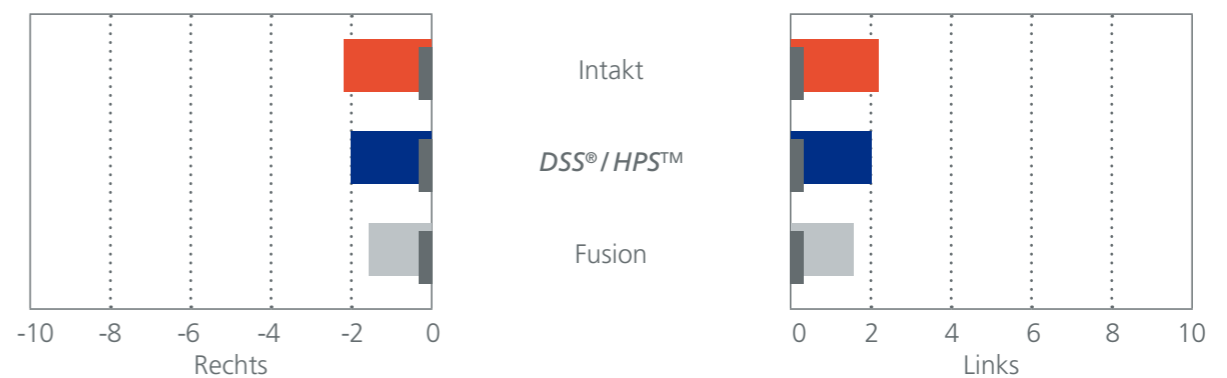 Intakt
DSS® / HPS™
Fusion
-10 -8 -6 -4 -2 0
Rechts
0 2 4 6 8 10
Links